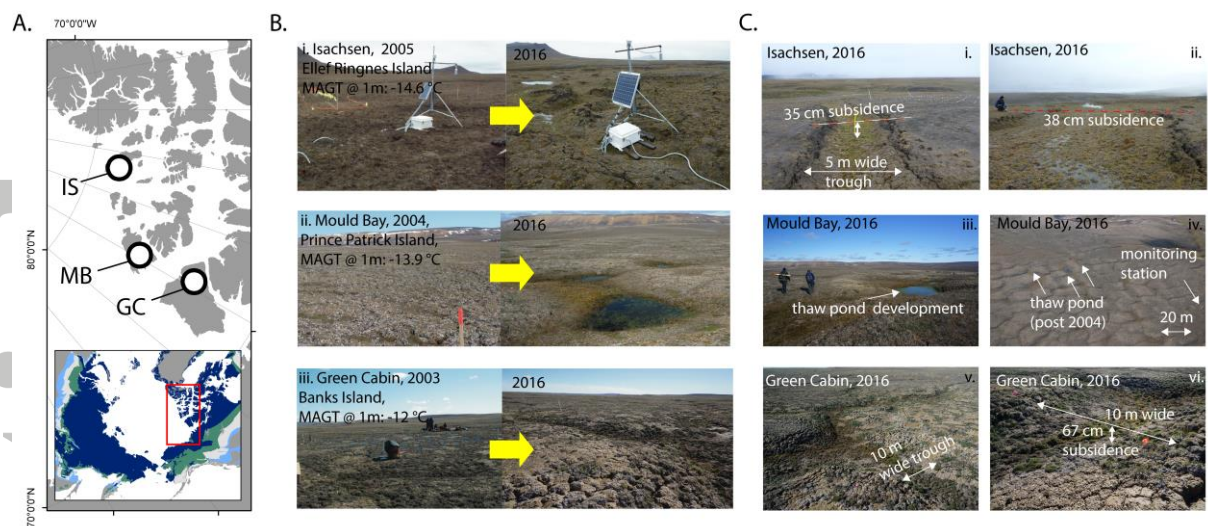 A.
70°0'0"W
IS
MB
GC
80°0'0"N
70°0'0"N
B.
i. Isachsen, 2005
Ellef Ringnes Island
MAGT @ 1m: -14.6 °C
2016
ii. Mould Bay, 2004,
Prince Patrick Island,
MAGT @ 1m: -13.9 °C
2016
iii. Green Cabin, 2003
Banks Island,
MAGT @ 1m: -12 °C
2016
C.
Isachsen, 2016
i.
35 cm subsidence
5 m wide
trough
Isachsen, 2016
ii.
38 cm subsidence
Mould Bay, 2016
iii.
thaw pond development
Mould Bay, 2016
iv.
monitoring
station
thaw pond
(post 2004)
20 m
Green Cabin, 2016
v.
10 m
wide trough
Green Cabin, 2016
vi.
10 m wide
67 cm
subsidence